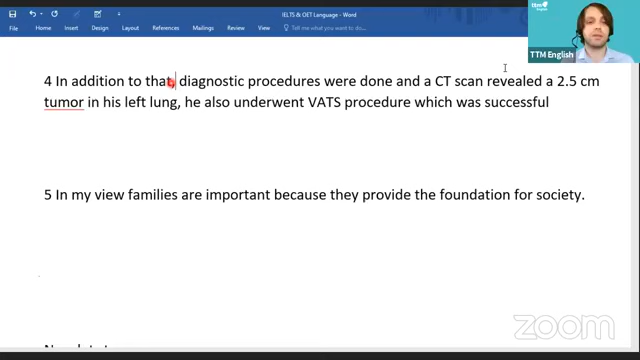 IELTS & OET Language - Word
ttm
English
TTM English
File Home Insert Design Layout References Mailings Review View Help Tell me what you want to do
4 In addition to that, diagnostic procedures were done and a CT scan revealed a 2.5 cm
tumor in his left lung, he also underwent VATS procedure which was successful
5 In my view families are important because they provide the foundation for society.
zoom